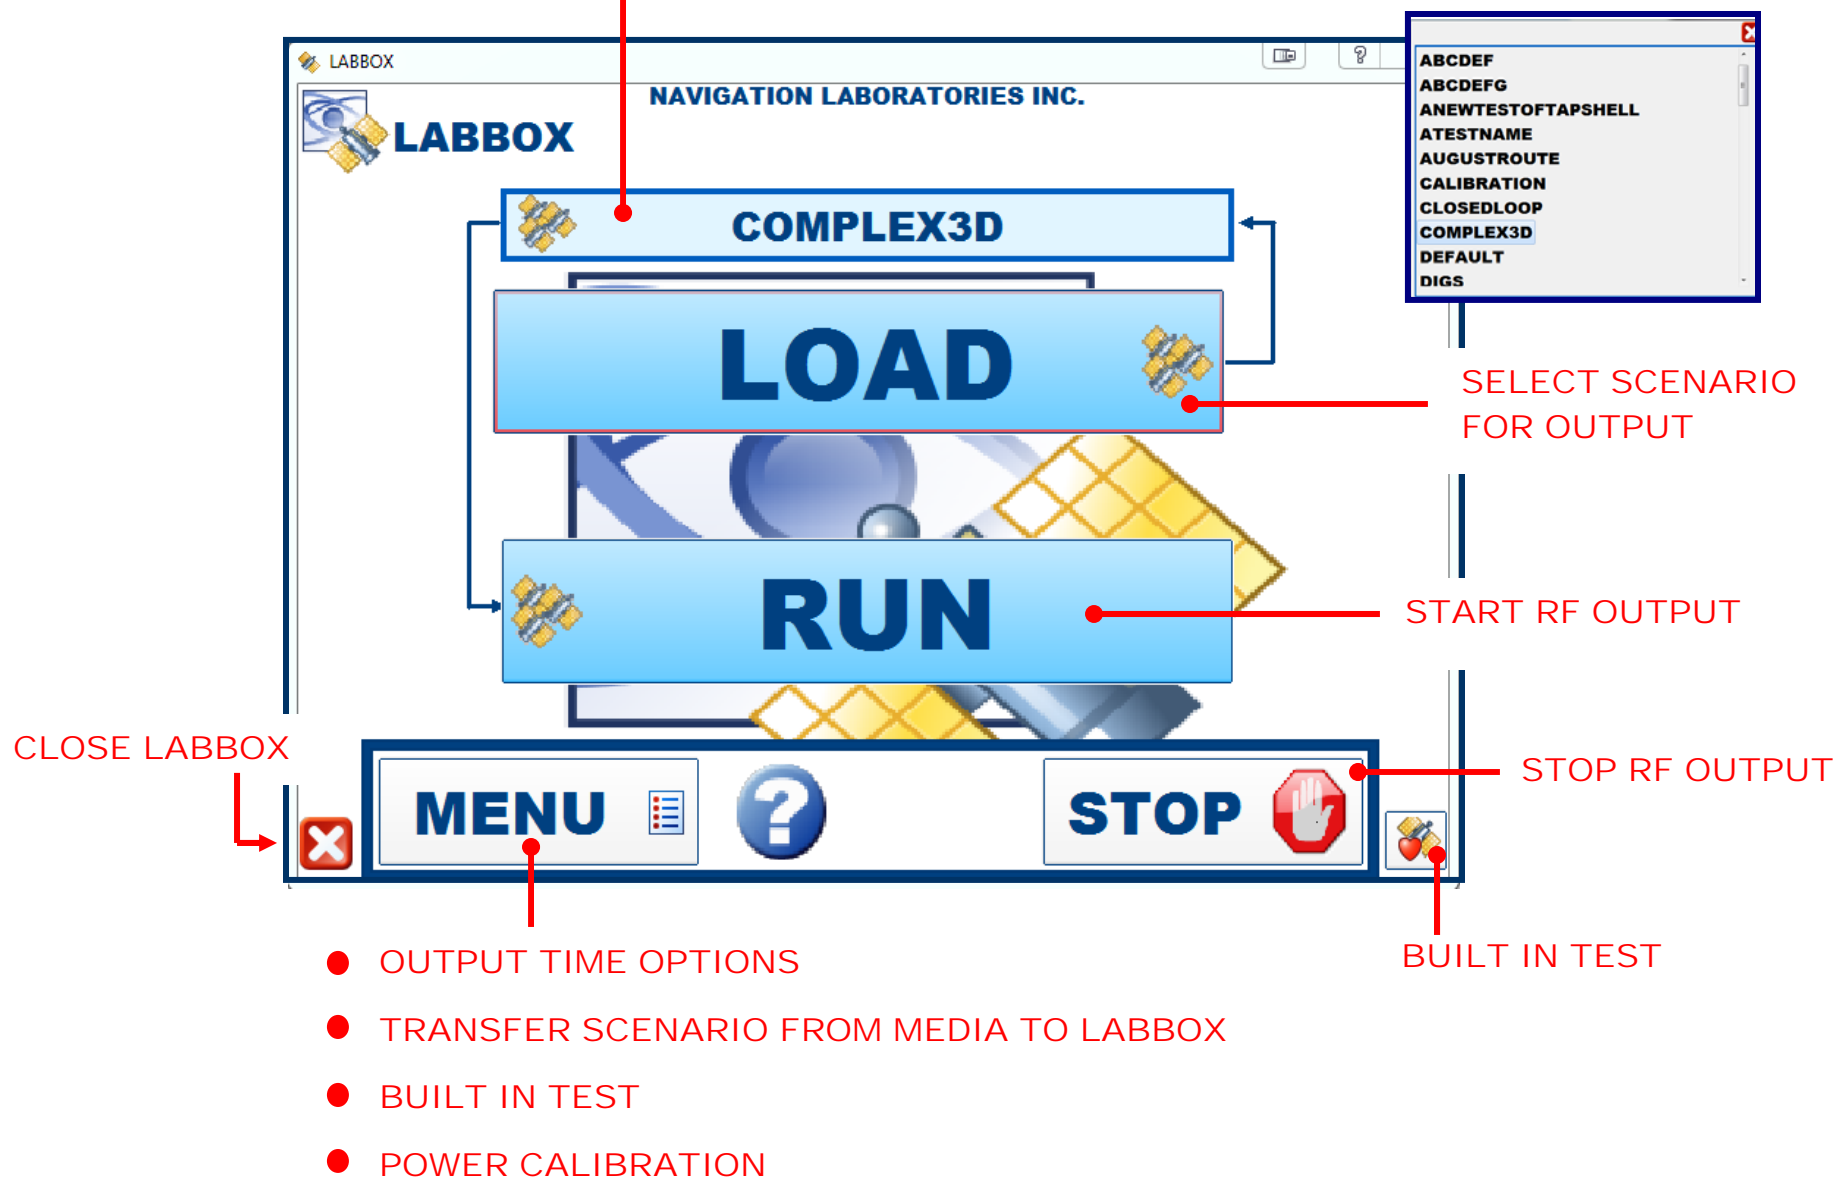 LABBOX
NAVIGATION LABORATORIES INC.
LABBOX
COMPLEX3D
LOAD
RUN
MENU
?
STOP
ABCDEF
ABCDEFG
ANEWTESTOFTAPSHELL
ATESTNAME
AUGUSTROUTE
CALIBRATION
CLOSEDLOOP
COMPLEX3D
DEFAULT
DIGS
SELECT SCENARIO
FOR OUTPUT
START RF OUTPUT
CLOSE LABBOX
STOP RF OUTPUT
BUILT IN TEST
OUTPUT TIME OPTIONS
TRANSFER SCENARIO FROM MEDIA TO LABBOX
BUILT IN TEST
POWER CALIBRATION